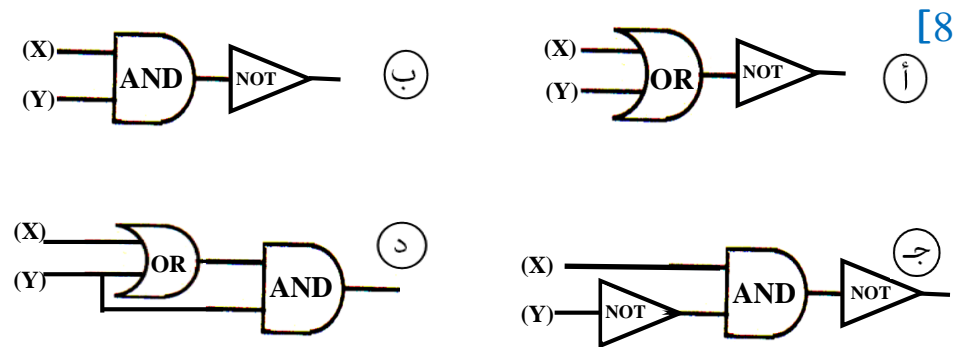 [8
أ
(X)
(Y)
OR
NOT
ب
(X)
(Y)
AND
NOT
جـ
(X)
(Y)
NOT
AND
NOT
د
(X)
(Y)
OR
AND